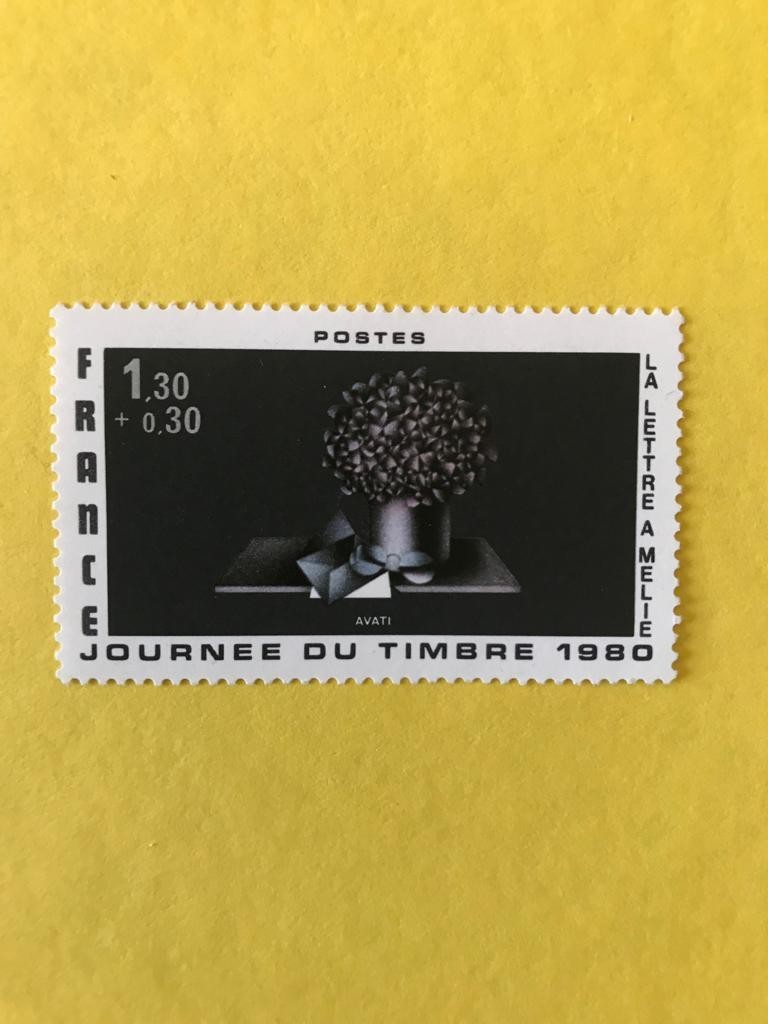 POSTES
FRANCE
1,30
+ 0,30
LA LETTRE A MELIE
AVATI
JOURNEE DU TIMBRE 1980